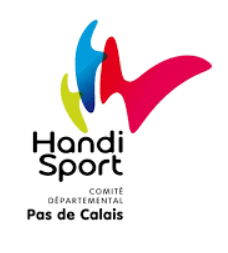 Handi
Sport
COMITÉ
DÉPARTEMENTAL
Pas de Calais